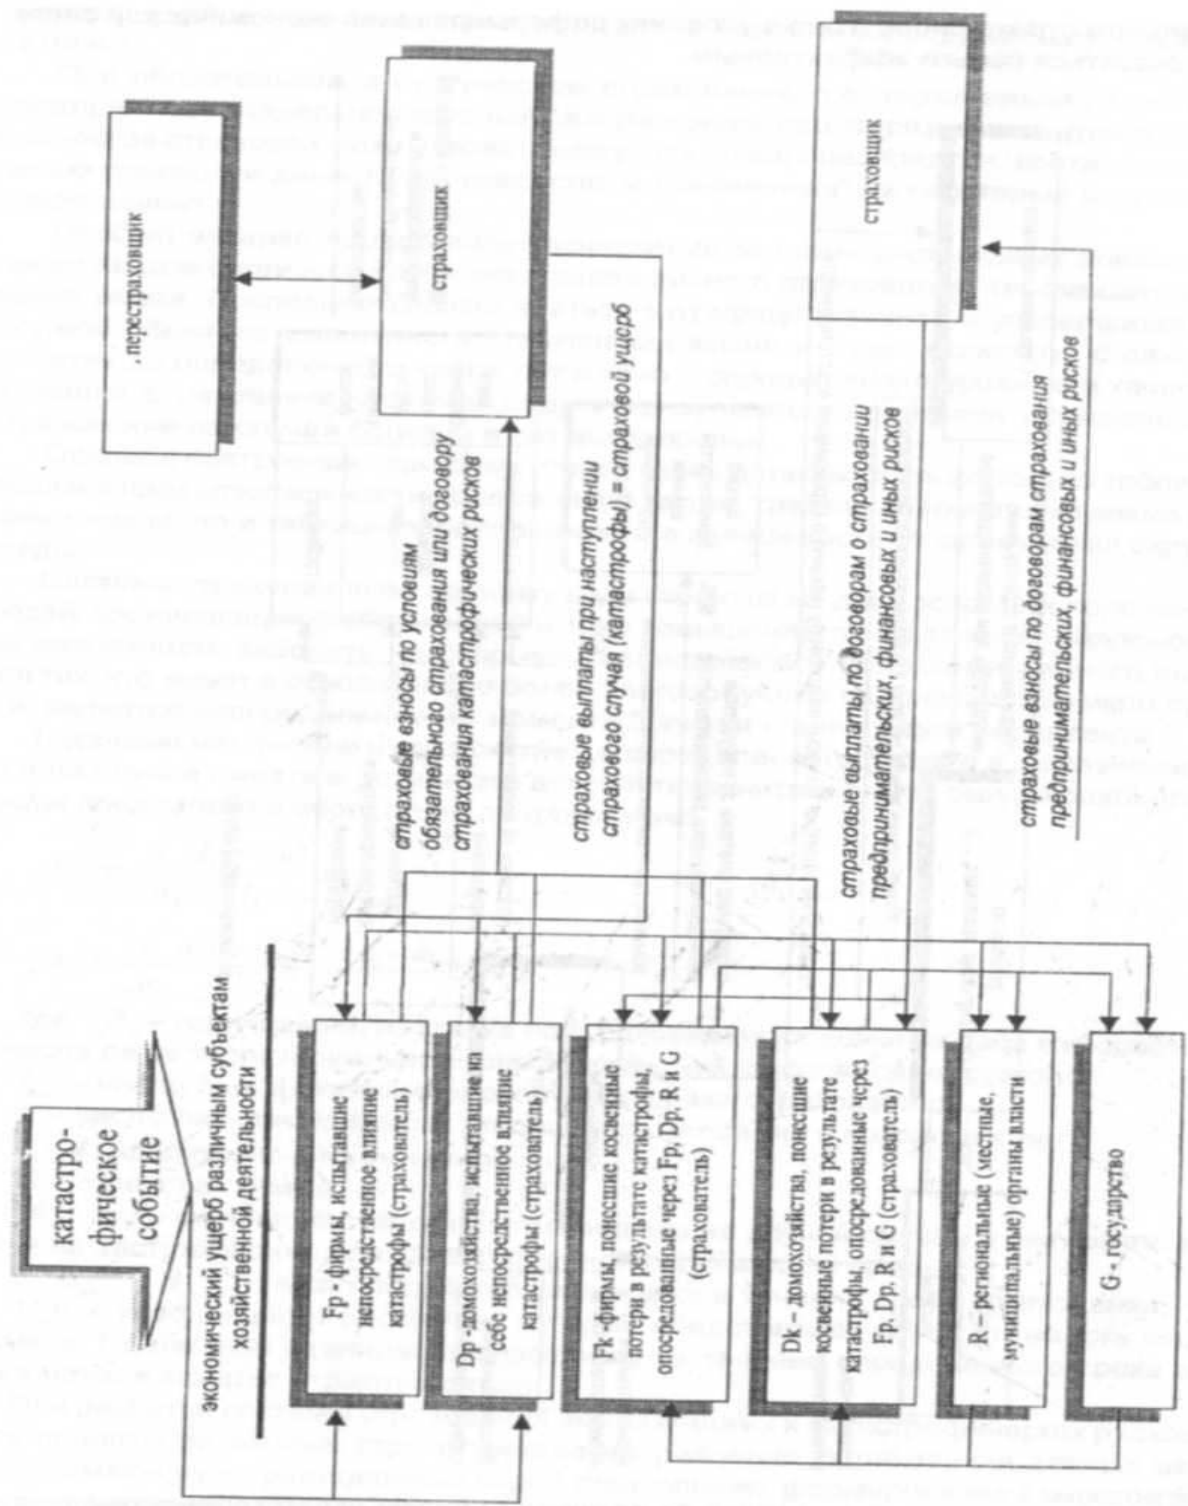 катастро-
фическое
событие
экономический ущерб различным субъектам
хозяйственной деятельности
Fp - фирмы, испытавшие
непосредственное влияние
катастрофы (страхователь)
Dp -домохозяйства, испытавшие на
себе непосредственное влияние
катастрофы (страхователь)
Fk -фирмы, понесшие косвенные
потери в результате катастрофы,
опосредованные через Fp, Dp, R и G
(страхователь)
Dk – домохозяйства, понесшие
косвенные потери в результате
катастрофы, опосредованные через
Fp, Dp, R и G (страхователь)
R - региональные (местные,
муниципальные) органы власти
G - государство
страховые взносы по условиям
обязательного страхования или договору
страхования катастрофических рисков
страховые выплаты при наступлении
страхового случая (катастрофы) = страховой ущерб
страховые выплаты по договорам о страховании
предпринимательских, финансовых и иных рисков
страховые взносы по договорам страхования
предпринимательских, финансовых и иных рисков
перестраховщик
страховщик
страховщик